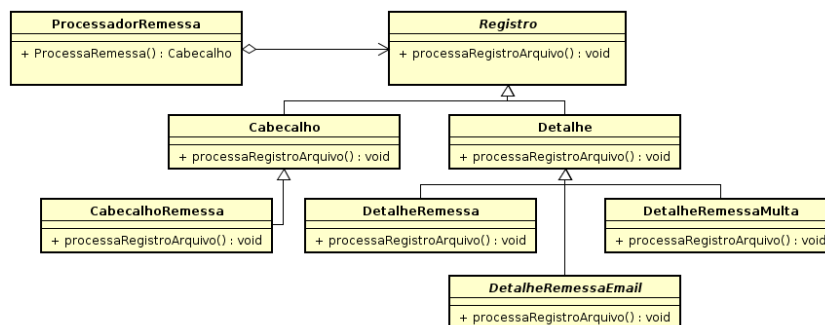 ProcessadorRemessa
+ ProcessaRemessa() : Cabecalho
Registro
+ processaRegistroArquivo() : void
Cabecalho
+ processaRegistroArquivo() : void
Detalhe
+ processaRegistroArquivo() : void
CabecalhoRemessa
+ processaRegistroArquivo() : void
DetalheRemessa
+ processaRegistroArquivo() : void
DetalheRemessaMulta
+ processaRegistroArquivo() : void
DetalheRemessaEmail
+ processaRegistroArquivo() : void